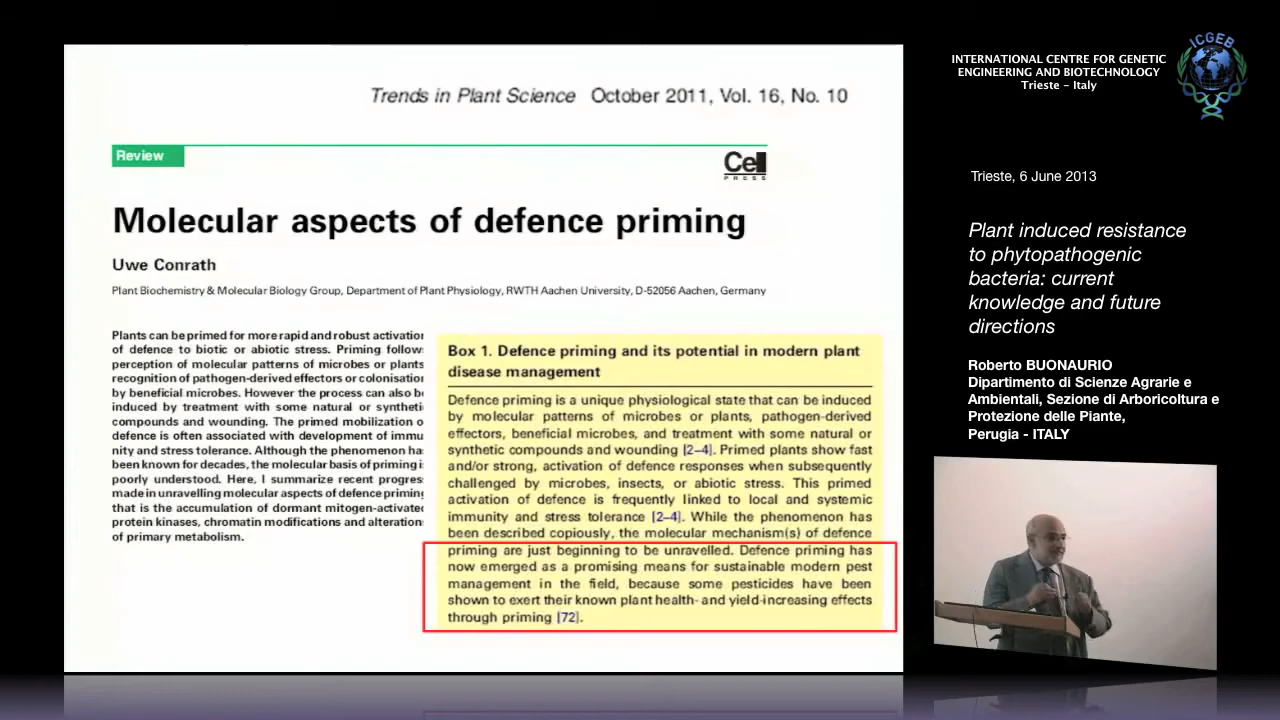 Trends in Plant Science October 2011, Vol. 16, No. 10
Review
Cell
PRESS
Molecular aspects of defence priming
Uwe Conrath
Plant Biochemistry & Molecular Biology Group, Department of Plant Physiology, RWTH Aachen University, D-52056 Aachen, Germany
Plants can be primed for more rapid and robust activation
of defence to biotic or abiotic stress. Priming follows
perception of molecular patterns of microbes or plants
recognition of pathogen-derived effectors or colonisation
by beneficial microbes. However the process can also be
induced by treatment with some natural or syntheti
compounds and wounding. The primed mobilization o
defence is often associated with development of immu
nity and stress tolerance. Although the phenomenon has
been known for decades, the molecular basis of priming is
poorly understood. Here, I summarize recent progres
made in unravelling molecular aspects of defence priming
that is the accumulation of dormant mitogen-activated
protein kinases, chromatin modifications and alterations
of primary metabolism.
Box 1. Defence priming and its potential in modern plant
disease management
Defence priming is a unique physiological state that can be induced
by molecular patterns of microbes or plants, pathogen-derived
effectors, beneficial microbes, and treatment with some natural or
synthetic compounds and wounding [2–4]. Primed plants show fast
and/or strong, activation of defence responses when subsequently
challenged by microbes, insects, or abiotic stress. This primed
activation of defence is frequently linked to local and systemic
immunity and stress tolerance [2–4]. While the phenomenon has
been described copiously, the molecular mechanism(s) of defence
priming are just beginning to be unravelled. Defence priming has
now emerged as a promising means for sustainable modern pest
management in the field, because some pesticides have been
shown to exert their known plant health- and yield-increasing effects
through priming [72].
INTERNATIONAL CENTRE FOR GENETIC
ENGINEERING AND BIOTECHNOLOGY
Trieste - Italy
ICGEB
Trieste, 6 June 2013
Plant induced resistance
to phytopathogenic
bacteria: current
knowledge and future
directions
Roberto BUONAURIO
Dipartimento di Scienze Agrarie e
Ambientali, Sezione di Arboricoltura e
Protezione delle Piante,
Perugia - ITALY